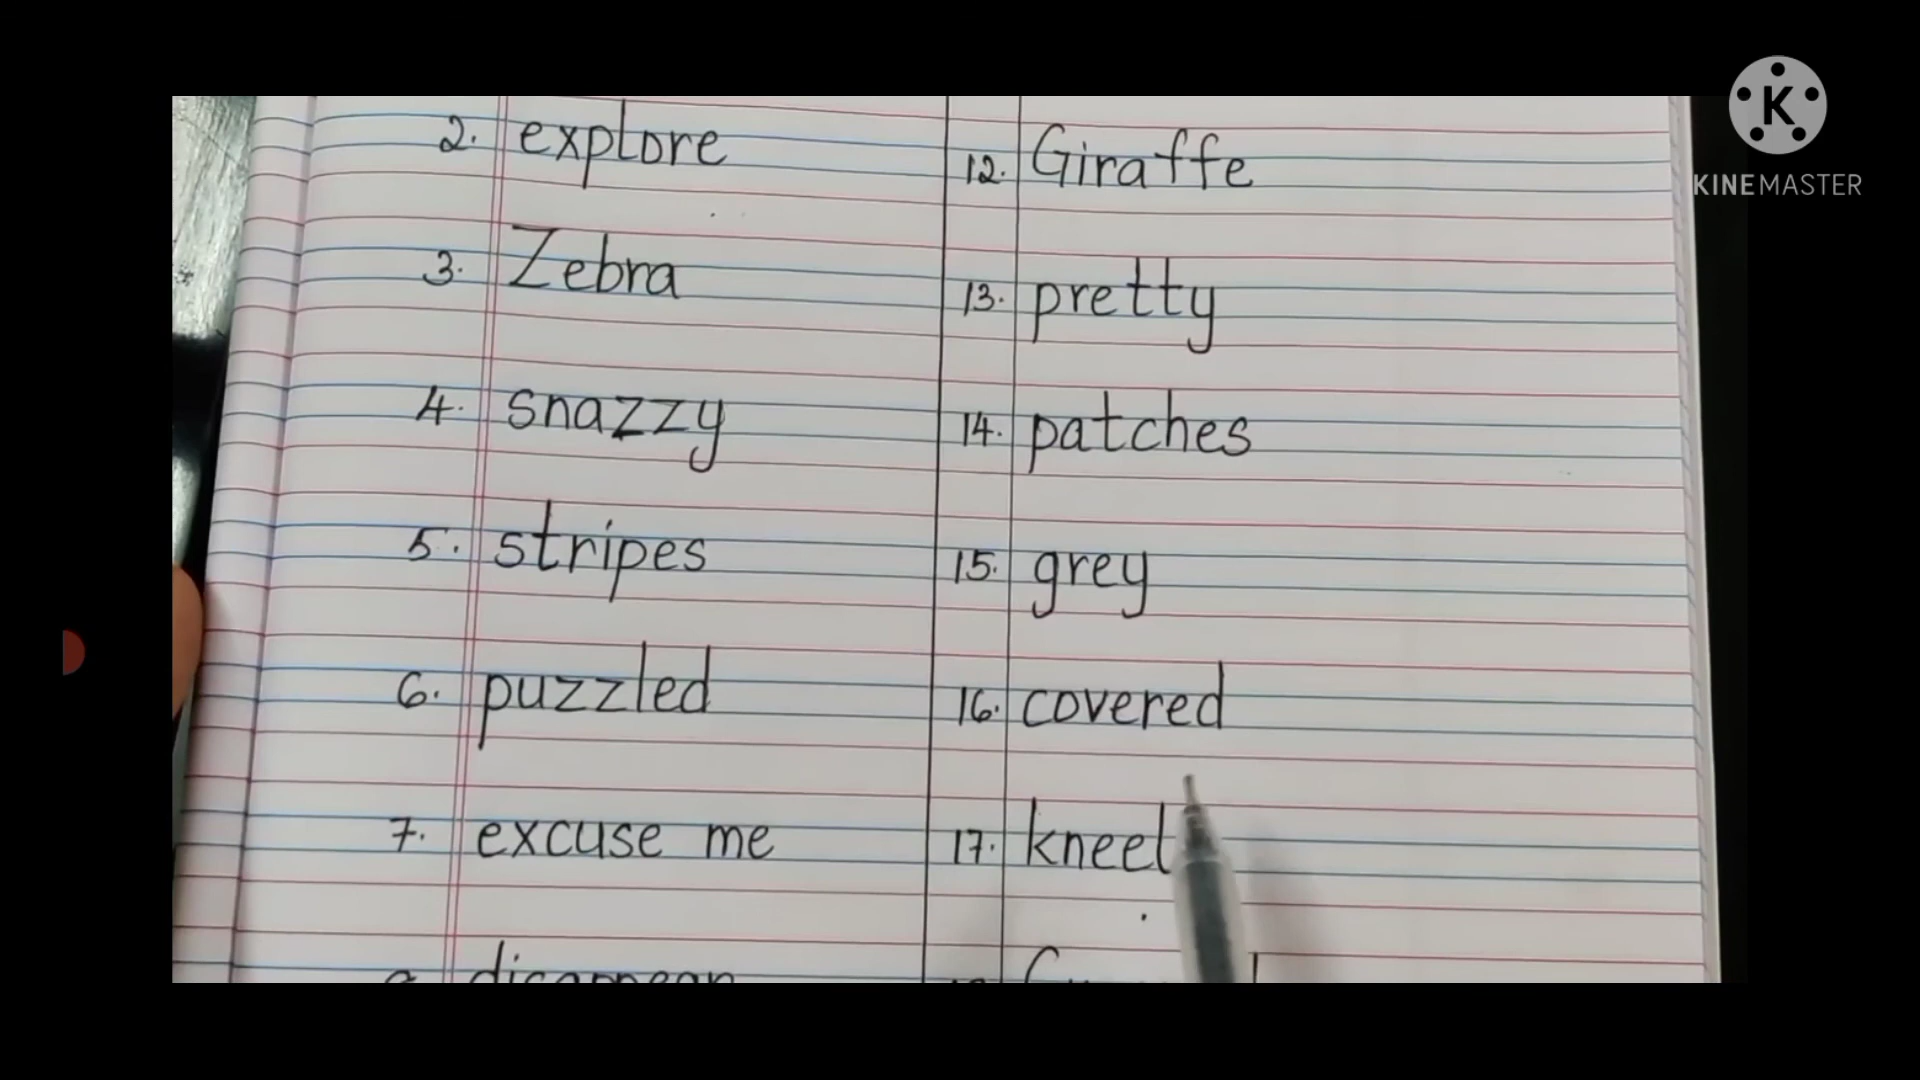 2. explore
3. Zebra
4. snazzy
5. stripes
6. puzzled
7. excuse me
disappear
12. Giraffe
13. pretty
14. patches
15. grey
16. covered
17. kneel
K
KINEMASTER